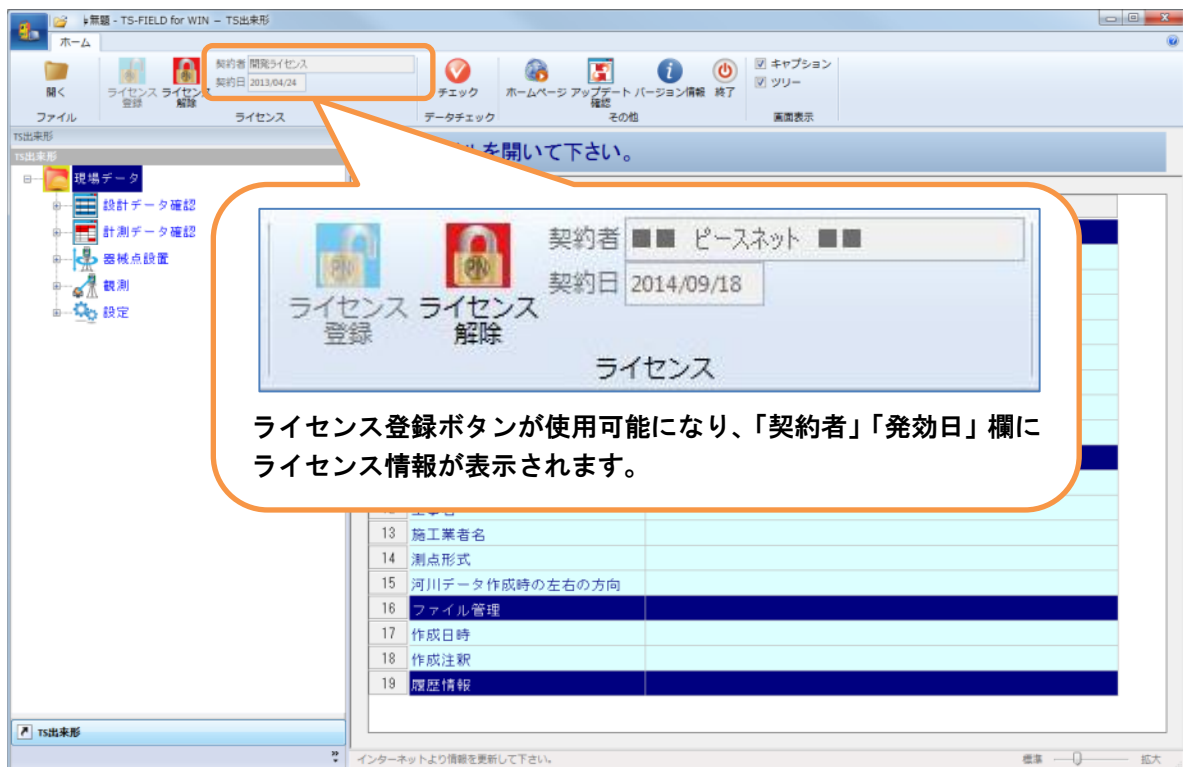 無題 - TS-FIELD for WIN － TS出来形
ホーム
開く
ファイル
ライセンス
登録
ライセンス
解除
契約者 開発ライセンス
契約日 2013/04/24
ライセンス
チェック
データチェック
ホームページ
アップデート
確認
バージョン情報
終了
その他
キャプション
ツリー
画面表示
TS出来形
TS出来形
を開いて下さい。
現場データ
設計データ確認
計測データ確認
器械点設置
観測
設定
PN
ライセンス
登録
PN
ライセンス
解除
契約者 ■■ ピースネット ■■
契約日 2014/09/18
ライセンス
ライセンス登録ボタンが使用可能になり、「契約者」「発効日」欄に
ライセンス情報が表示されます。
13 施工業者名
14 測点形式
15 河川データ作成時の左右の方向
16 ファイル管理
17 作成日時
18 作成注釈
19 履歴情報
TS出来形
インターネットより情報を更新して下さい。
標準
拡大